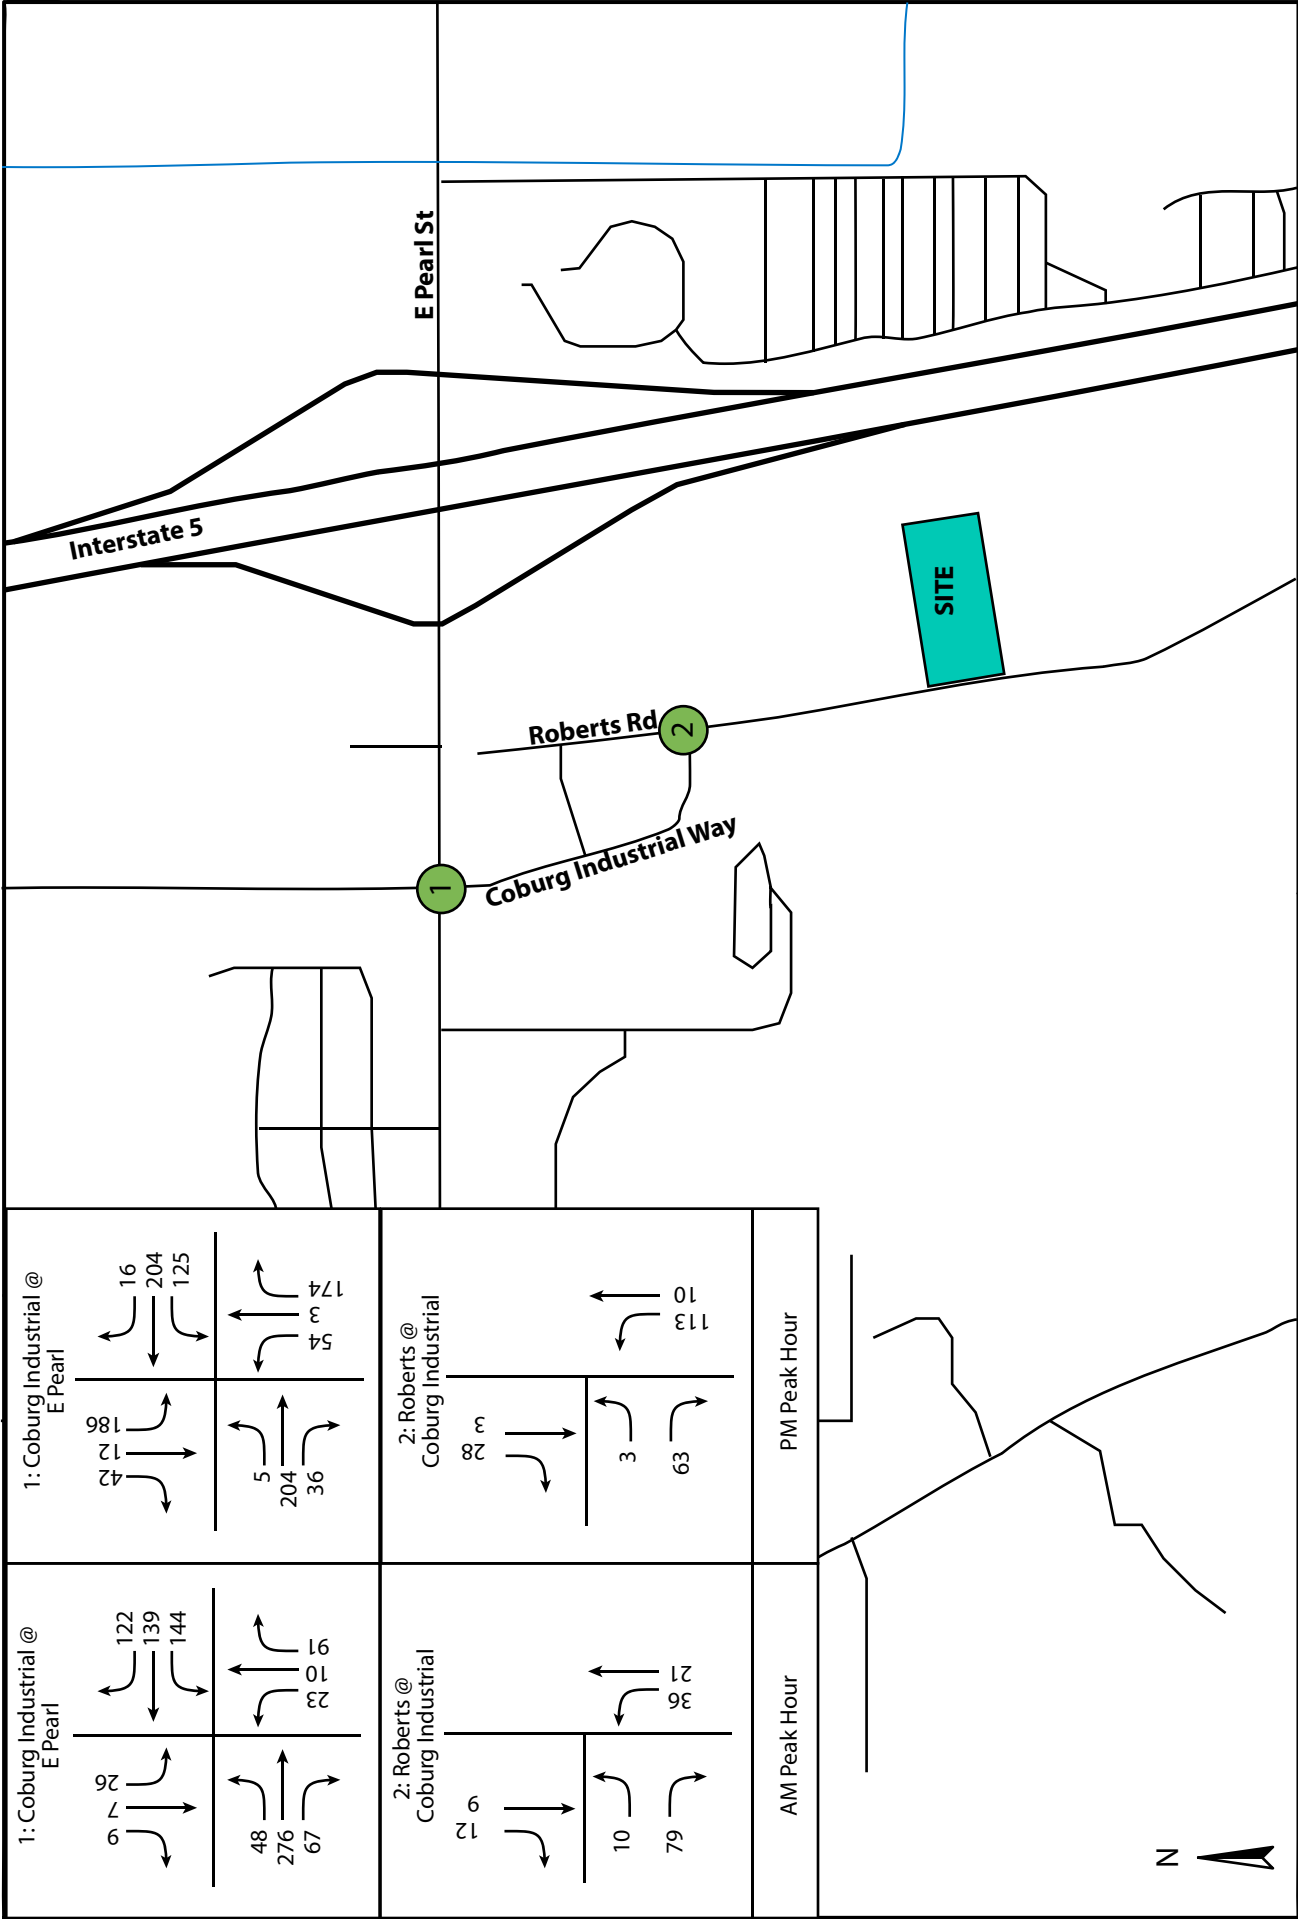 1: Coburg Industrial @
E Pearl
9
7
26
122
139
144
48
276
67
23
10
91
1: Coburg Industrial @
E Pearl
42
12
186
16
204
125
5
204
36
54
3
174
2: Roberts @
Coburg Industrial
12
9
10
79
36
21
2: Roberts @
Coburg Industrial
28
3
3
63
113
10
AM Peak Hour
PM Peak Hour
Interstate 5
E Pearl St
1
Coburg Industrial Way
Roberts Rd
2
SITE
N